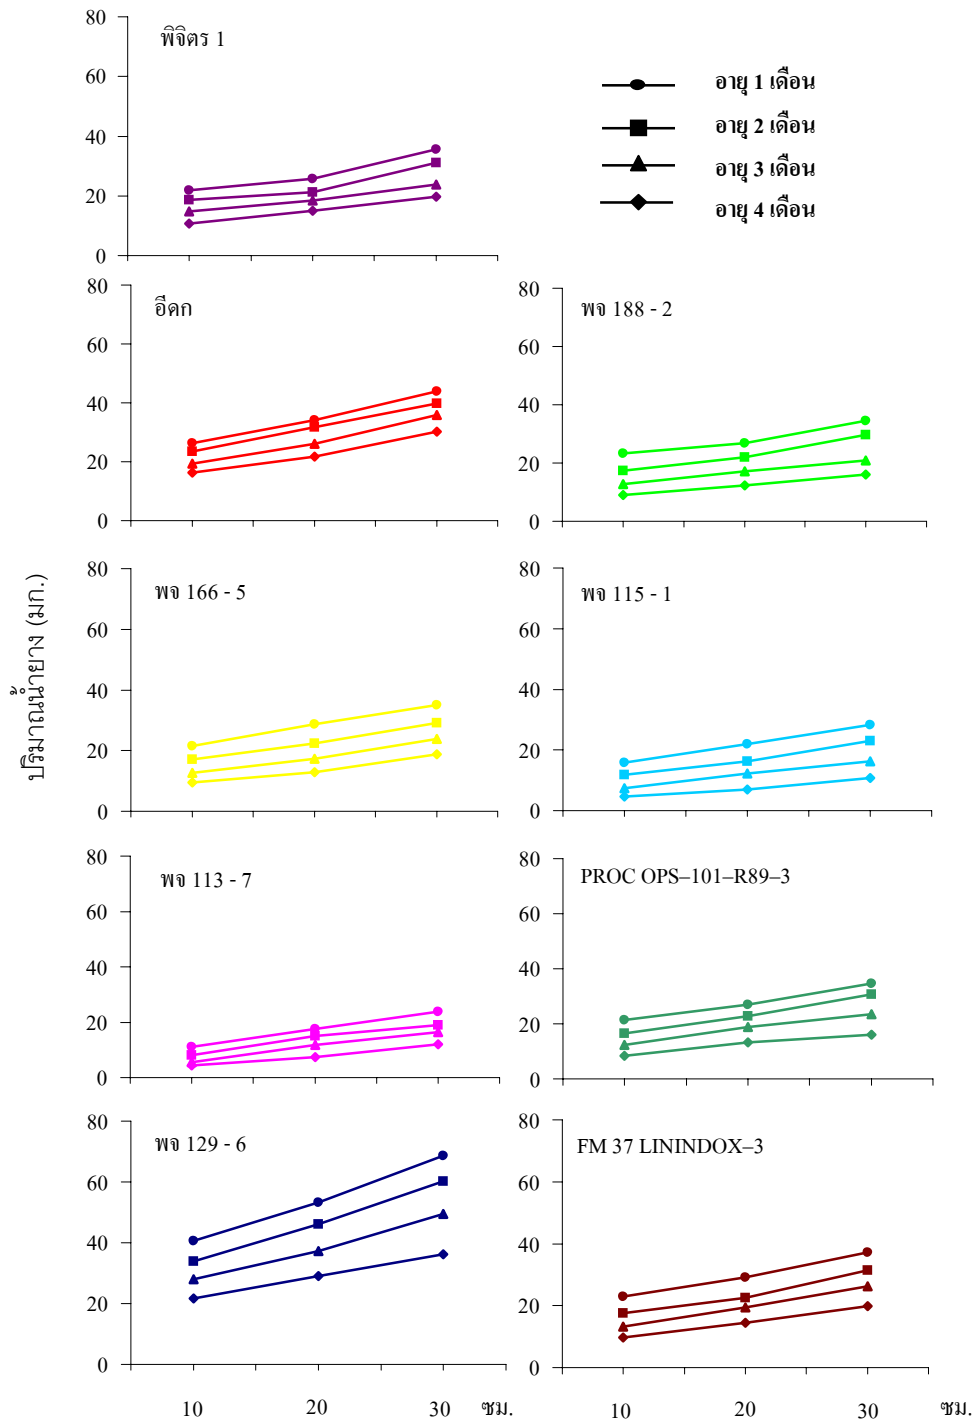 พิจิตร 1
80
60
40
20
0
อายุ 1 เดือน
อายุ 2 เดือน
อายุ 3 เดือน
อายุ 4 เดือน
อีดก
80
60
40
20
0
พจ 188 - 2
80
60
40
20
0
ปริมาณน้ำยาง (มก.)
พจ 166 - 5
80
60
40
20
0
พจ 115 - 1
80
60
40
20
0
พจ 113 - 7
80
60
40
20
0
PROC OPS–101–R89–3
80
60
40
20
0
พจ 129 - 6
80
60
40
20
0
10 20 30 ซม.
FM 37 LININDOX–3
80
60
40
20
0
10 20 30 ซม.